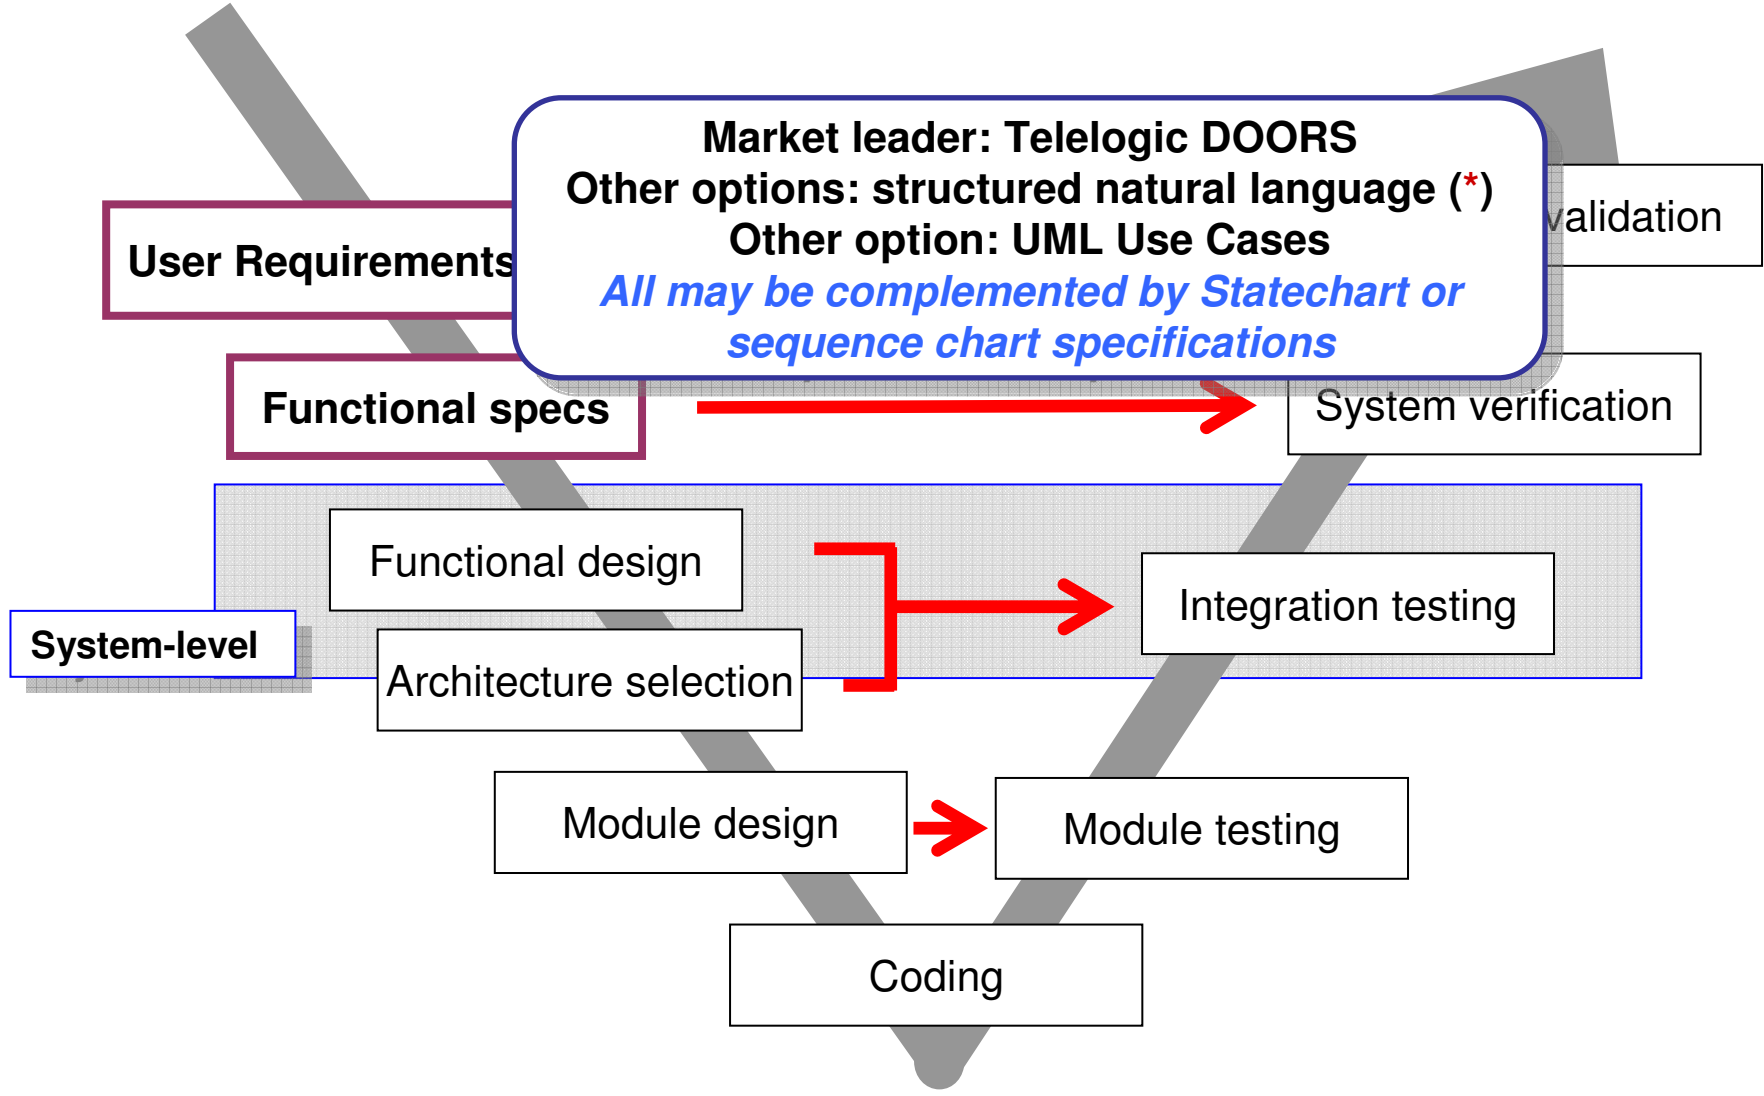 Market leader: Telelogic DOORS
Other options: structured natural language (*)
Other option: UML Use Cases
All may be complemented by Statechart or
sequence chart specifications
validation
User Requirements
Functional specs
System verification
Functional design
Integration testing
System-level
Architecture selection
Module design
Module testing
Coding